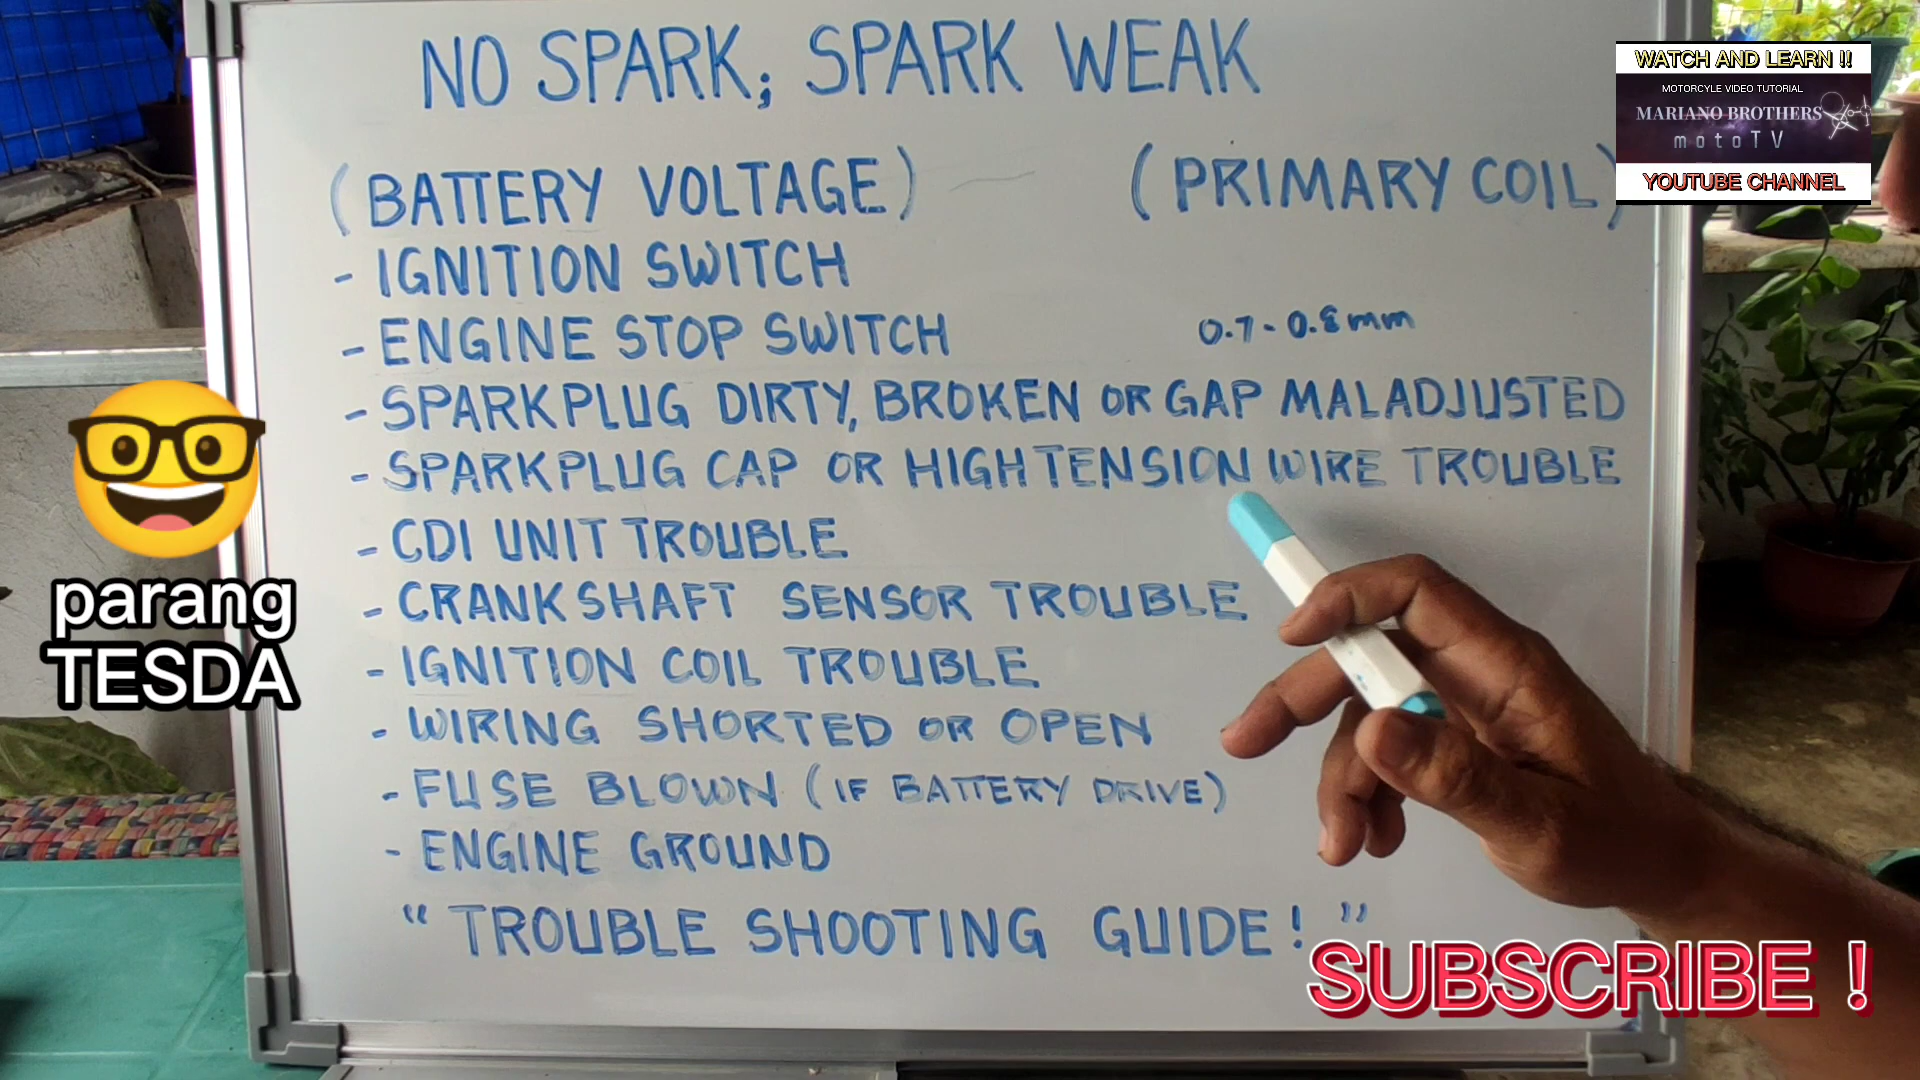 NO SPARK; SPARK WEAK
(BATTERY VOLTAGE) (PRIMARY COIL)
- IGNITION SWITCH
- ENGINE STOP SWITCH 0.7 - 0.8mm
- SPARKPLUG DIRTY, BROKEN OR GAP MALADJUSTED
- SPARKPLUG CAP OR HIGHTENSION WIRE TROUBLE
- CDI UNIT TROUBLE
- CRANKSHAFT SENSOR TROUBLE
- IGNITION COIL TROUBLE
- WIRING SHORTED OR OPEN
- FUSE BLOWN (IF BATTERY DRIVE)
- ENGINE GROUND
"TROUBLE SHOOTING GUIDE!"
WATCH AND LEARN !!
MOTORCYLE VIDEO TUTORIAL
MARIANO BROTHERS
motoTV
YOUTUBE CHANNEL
parang
TESDA
SUBSCRIBE !